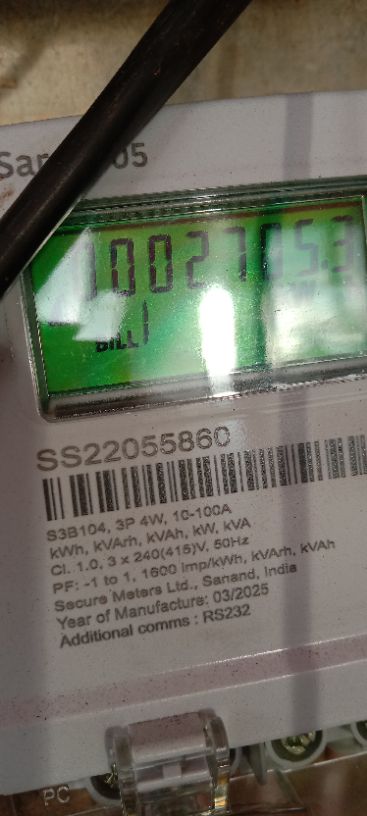 002705.3
BILL
SS22055860
S3B104, 3P 4W, 10-100A
kWh, kVArh, kVAh, kW, kVA
Cl. 1.0, 3 x 240(415)V, 50Hz
PF: -1 to 1, 1600 imp/kWh, kVArh, kVAh
Secure Meters Ltd., Sanand, India
Year of Manufacture: 03/2025
Additional comms : RS232
PC